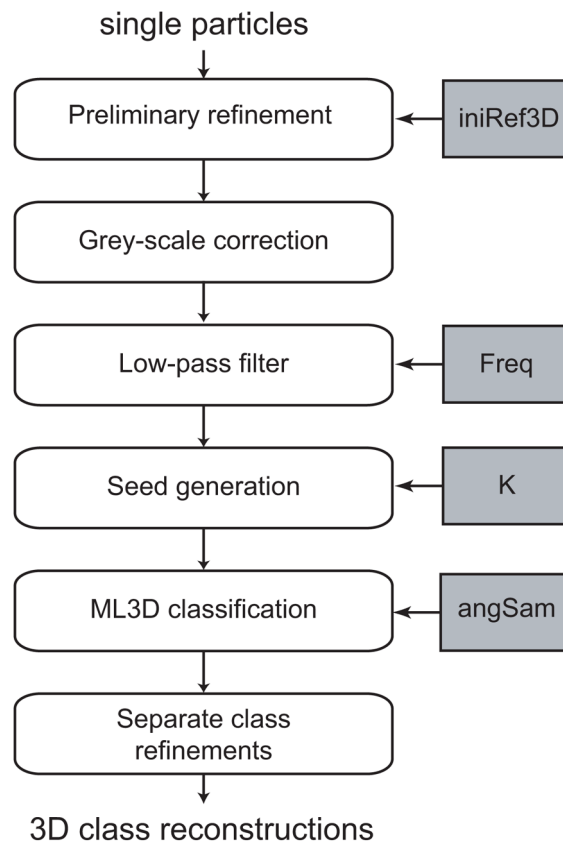 single particles
Preliminary refinement
iniRef3D
Grey-scale correction
Low-pass filter
Freq
Seed generation
K
ML3D classification
angSam
Separate class
refinements
3D class reconstructions